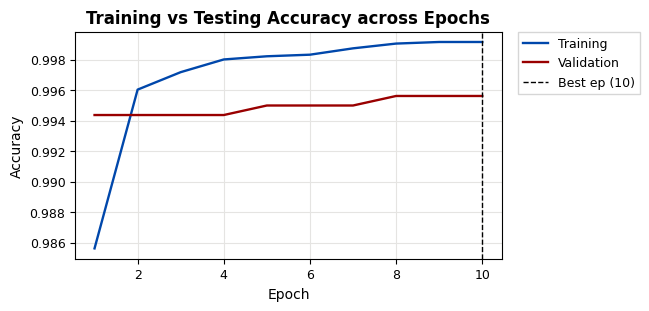 Training vs Testing Accuracy across Epochs
Training
Validation
Best ep (10)
Accuracy
0.998
0.996
0.994
0.992
0.990
0.988
0.986
2 4 6 8 10
Epoch